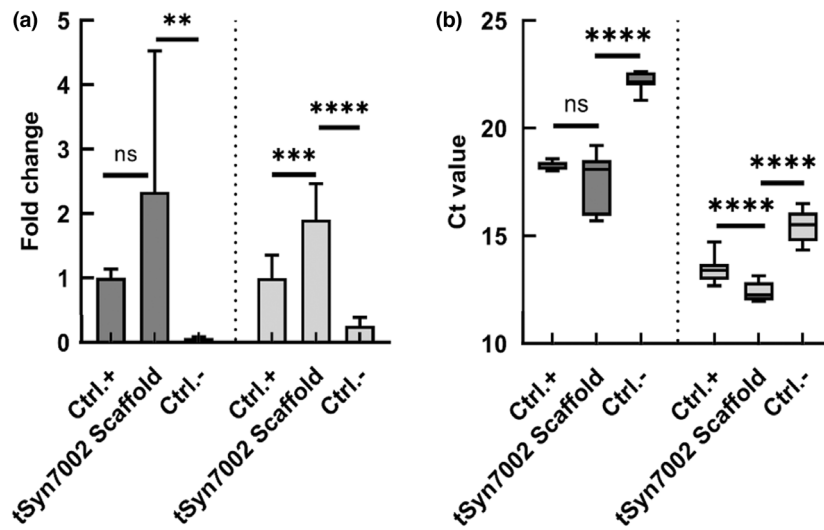 (a)
Fold change
5
4
3
2
1
0
**
ns
***
****
Ctrl.+
tSyn7002 Scaffold
Ctrl.-
Ctrl.+
tSyn7002 Scaffold
Ctrl.-
(b)
Ct value
25
20
15
10
ns
****
****
****
Ctrl.+
tSyn7002 Scaffold
Ctrl.-
Ctrl.+
tSyn7002 Scaffold
Ctrl.-